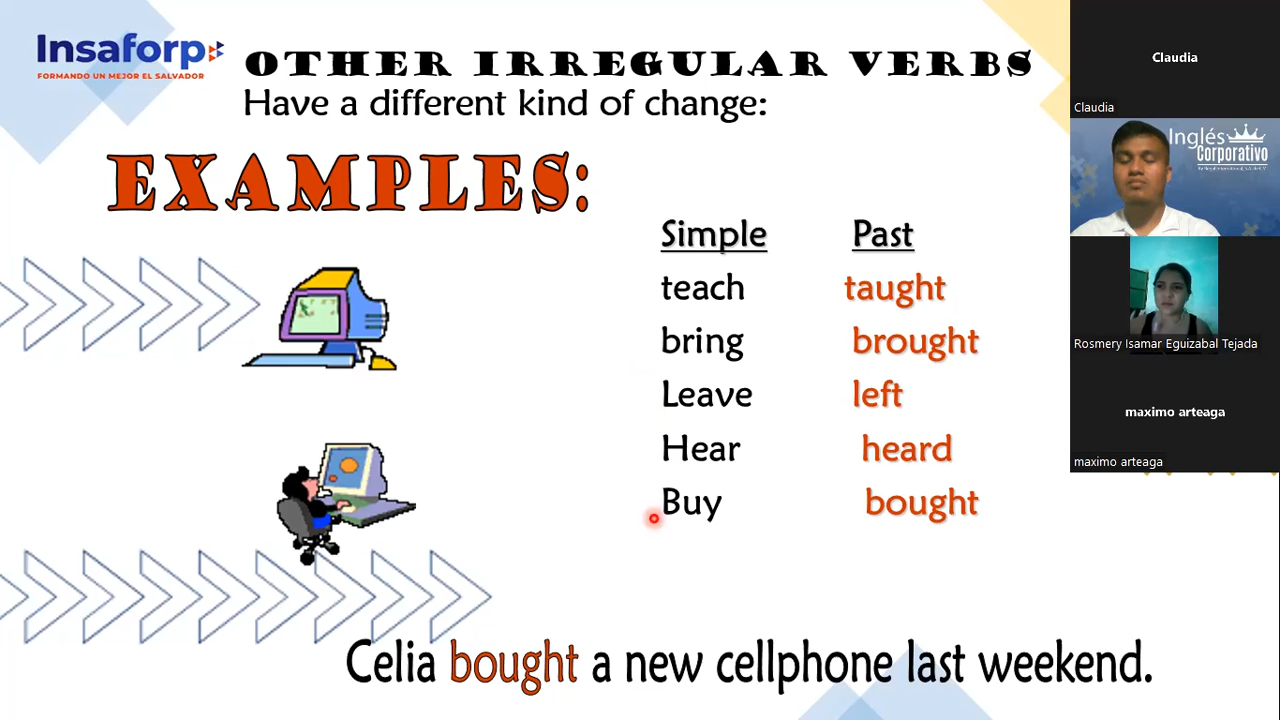 Insaforp
FORMANDO UN MEJOR EL SALVADOR
OTHER IRREGULAR VERBS
Have a different kind of change:
EXAMPLES:
Simple Past
teach taught
bring brought
Leave left
Hear heard
Buy bought
Celia bought a new cellphone last weekend.
Claudia
Claudia
Inglés
Corporativo
Rosmery Isamar Eguizabal Tejada
maximo arteaga
maximo arteaga